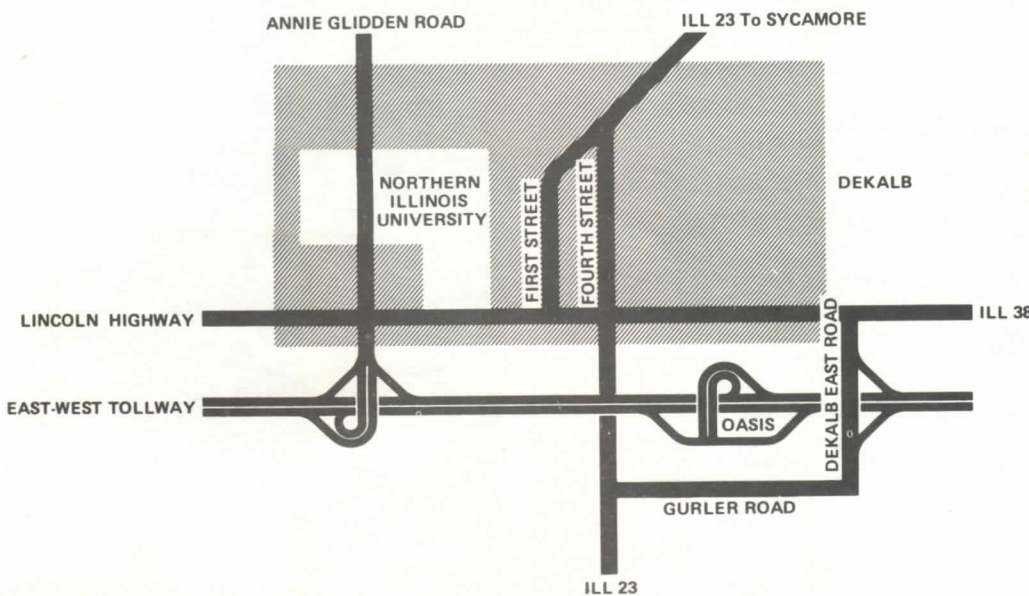 ANNIE GLIDDEN ROAD
ILL 23 To SYCAMORE
NORTHERN
ILLINOIS
UNIVERSITY
FIRST STREET
FOURTH STREET
DEKALB
LINCOLN HIGHWAY
ILL 38
DEKALB EAST ROAD
EAST-WEST TOLLWAY
OASIS
GURLER ROAD
ILL 23